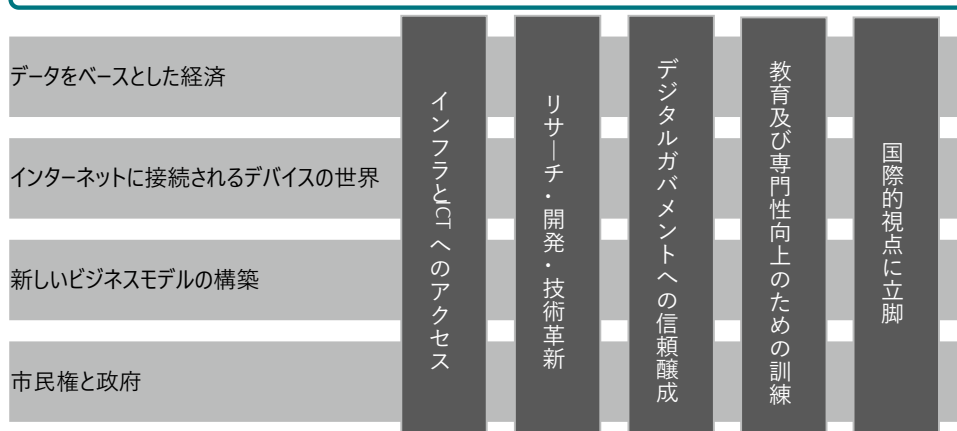 データをベースとした経済
インターネットに接続されるデバイスの世界
新しいビジネスモデルの構築
市民権と政府
インフラとICTへのアクセス
リサーチ・開発・技術革新
デジタルガバメントへの信頼醸成
教育及び専門性向上のための訓練
国際的視点に立脚